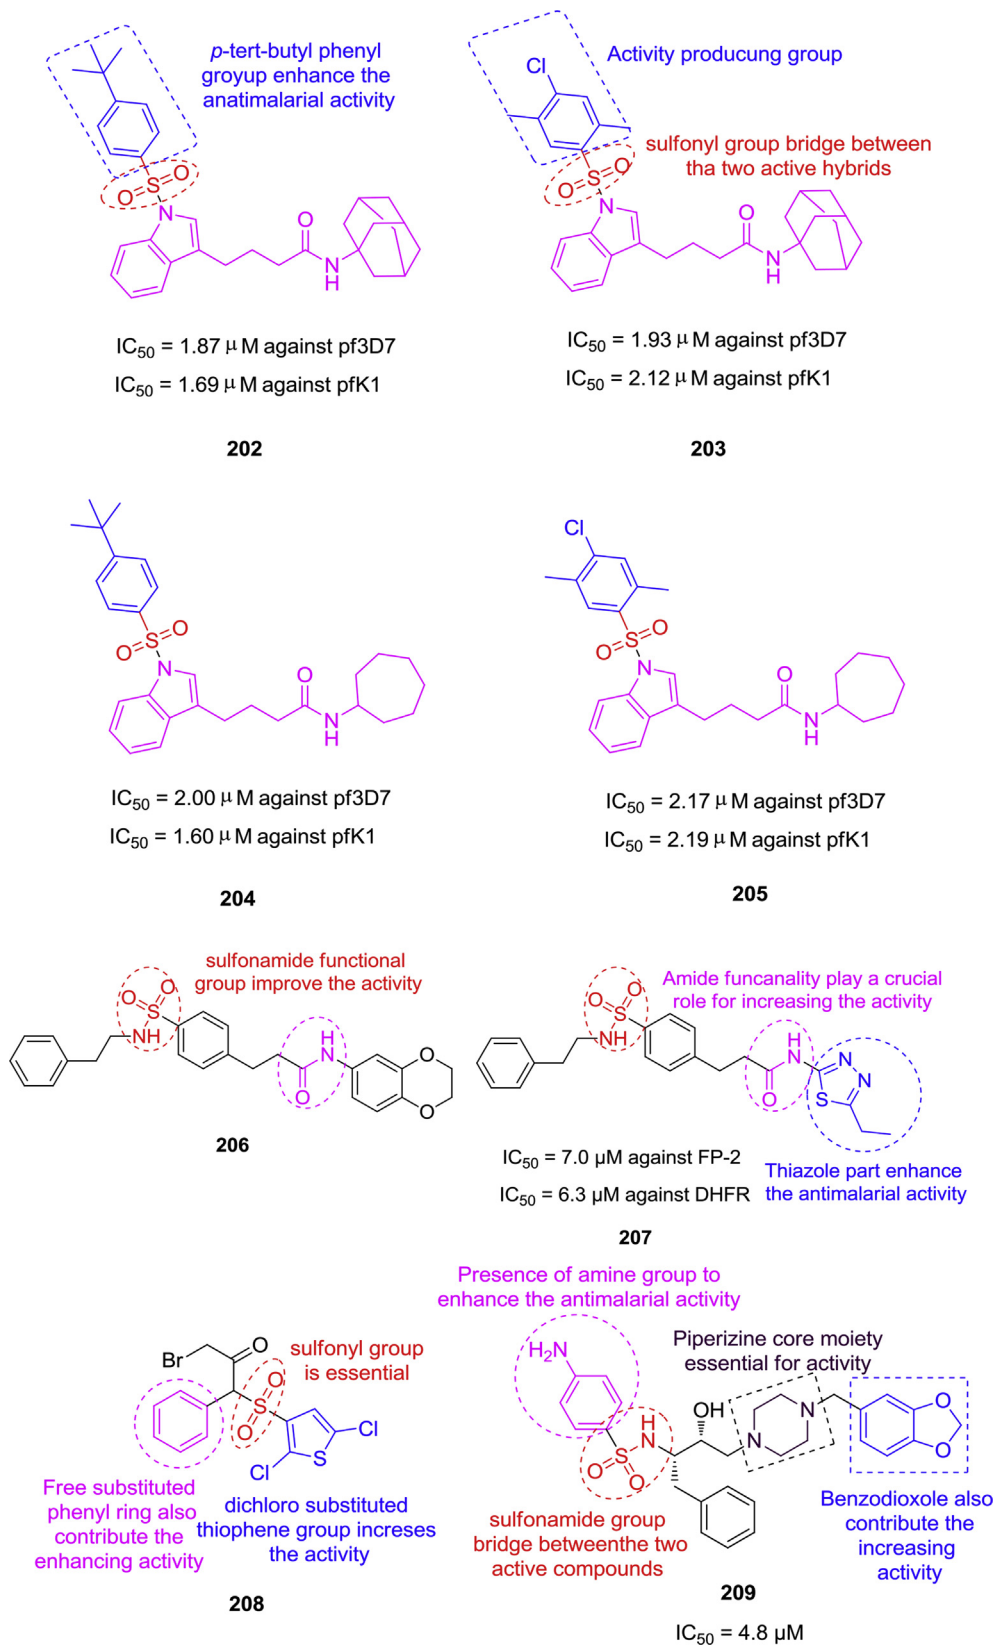 p-tert-butyl phenyl
groyup enhance the
anatimalarial activity
O
S
O
N
O
N
H
IC50 = 1.87 μ M against pf3D7
IC50 = 1.69 μ M against pfK1
202
Activity producung group
Cl
sulfonyl group bridge between
tha two active hybrids
O
S
O
N
O
N
H
IC50 = 1.93 μ M against pf3D7
IC50 = 2.12 μ M against pfK1
203
O
S
O
N
O
N
H
IC50 = 2.00 μ M against pf3D7
IC50 = 1.60 μ M against pfK1
204
Cl
O
S
O
N
O
N
H
IC50 = 2.17 μ M against pf3D7
IC50 = 2.19 μ M against pfK1
205
sulfonamide functional
group improve the activity
O
O
S
NH
H
N
O
O
O
206
Amide funcanality play a crucial
role for increasing the activity
O
O
S
NH
H
N
O
N
N
S
IC50 = 7.0 µM against FP-2
IC50 = 6.3 µM against DHFR
Thiazole part enhance
the antimalarial activity
207
Br
O
sulfonyl group
is essential
O
S
O
Cl
S
Cl
Free substituted
phenyl ring also
contribute the
enhancing activity
dichloro substituted
thiophene group increses
the activity
208
Presence of amine group to
enhance the antimalarial activity
H2N
Piperizine core moiety
essential for activity
H
N
OH
N
N
O
O
S
O
O
sulfonamide group
bridge betweenthe two
active compounds
Benzodioxole also
contribute the
increasing
activity
209
IC50 = 4.8 µM